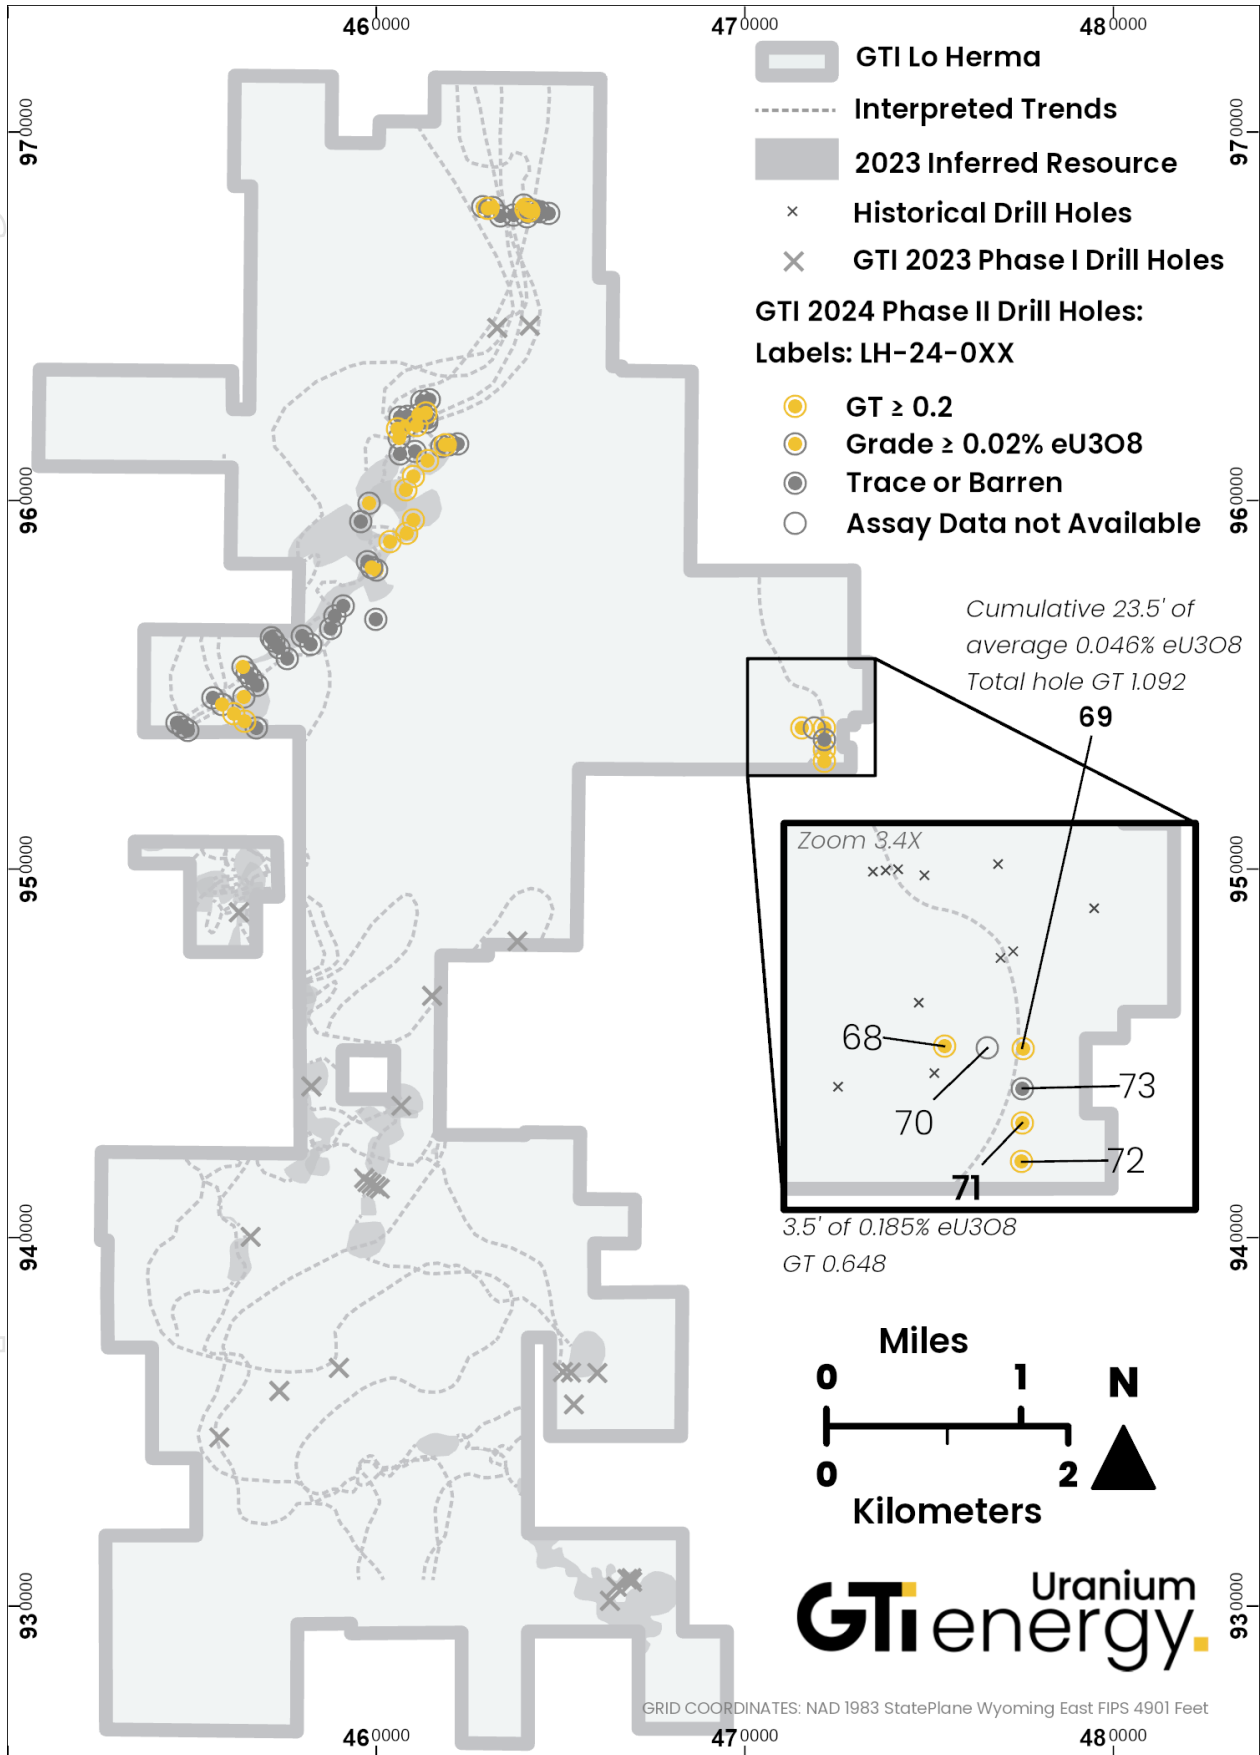 460000 470000 480000
GTI Lo Herma
Interpreted Trends
2023 Inferred Resource
Historical Drill Holes
GTI 2023 Phase I Drill Holes
GTI 2024 Phase II Drill Holes:
Labels: LH-24-0XX
GT ≥ 0.2
Grade ≥ 0.02% eU3O8
Trace or Barren
Assay Data not Available
970000
970000
960000
960000
950000
950000
940000
940000
930000
930000
Cumulative 23.5' of
average 0.046% eU3O8
Total hole GT 1.092
69
Zoom 3.4X
68
70
73
72
71
3.5' of 0.185% eU3O8
GT 0.648
Miles
0 1
N
0 2
Kilometers
Uranium
GTi energy.
GRID COORDINATES: NAD 1983 StatePlane Wyoming East FIPS 4901 Feet
460000 470000 480000